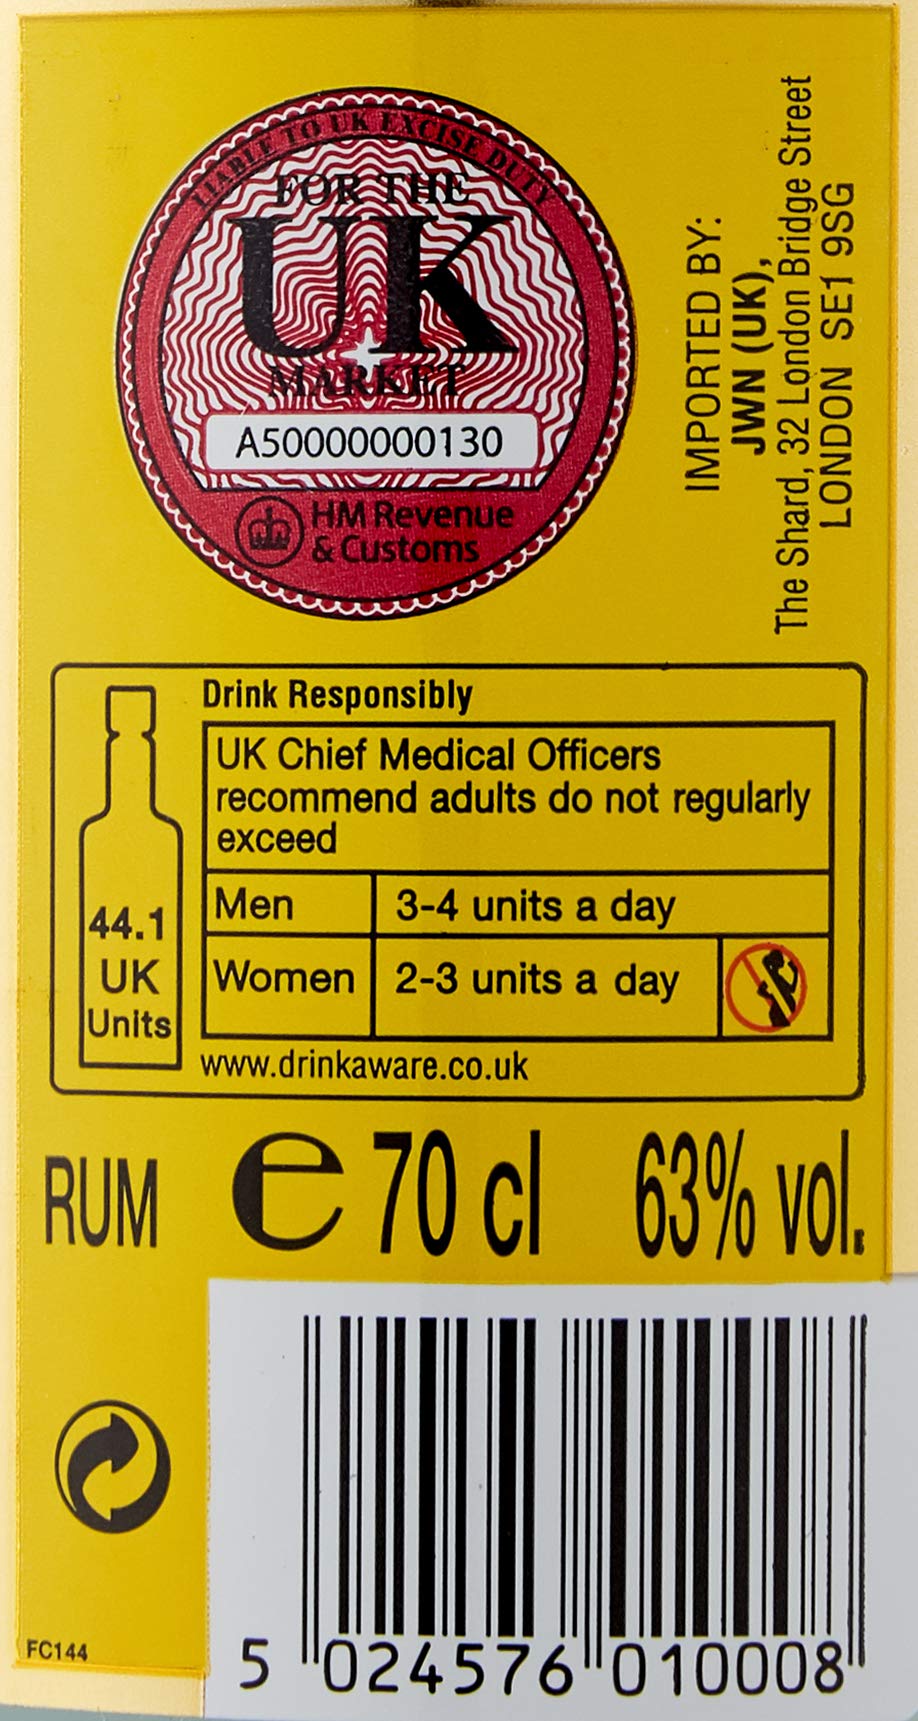 LIABLE TO UK EXCISE DUTY
FOR THE
UK
MARKET
A50000000130
HM Revenue
& Customs
IMPORTED BY:
JWN (UK),
The Shard, 32 London Bridge Street
LONDON SE1 9SG
Drink Responsibly
UK Chief Medical Officers
recommend adults do not regularly
exceed
Men 3-4 units a day
Women 2-3 units a day
44.1
UK
Units
www.drinkaware.co.uk
RUM e 70 cl 63% vol.
FC144
5 024576 010008